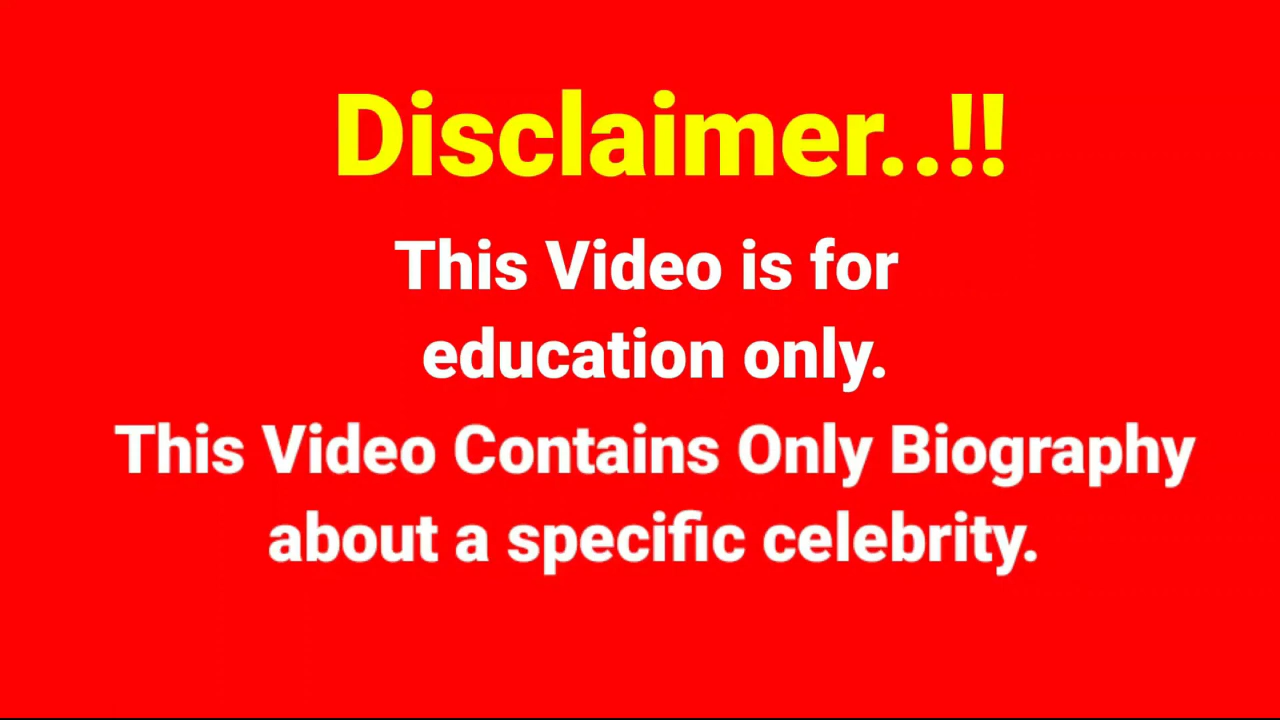 Disclaimer..!!
This Video is for
education only.
This Video Contains Only Biography
about a specific celebrity.